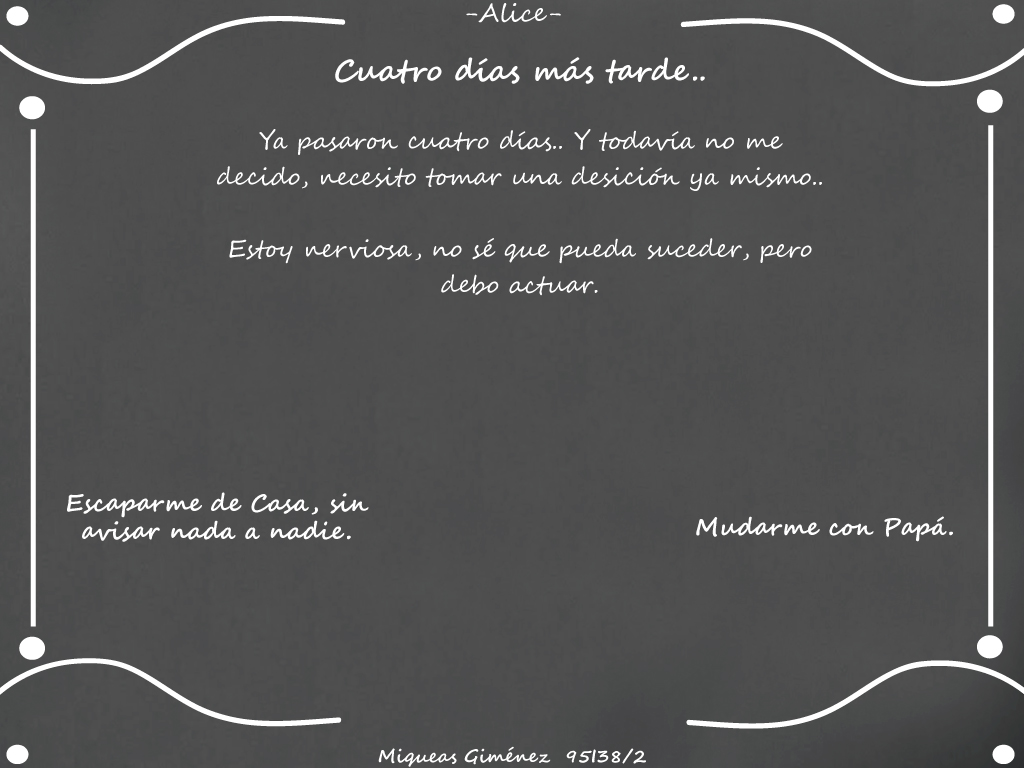 -Alice-
Cuatro días más tarde..
Ya pasaron cuatro días.. Y todavía no me
decido, necesito tomar una desición ya mismo..
Estoy nerviosa, no sé que pueda suceder, pero
debo actuar.
Escaparme de Casa, sin
avisar nada a nadie.
Mudarme con Papá.
Miqueas Giménez 95138/2